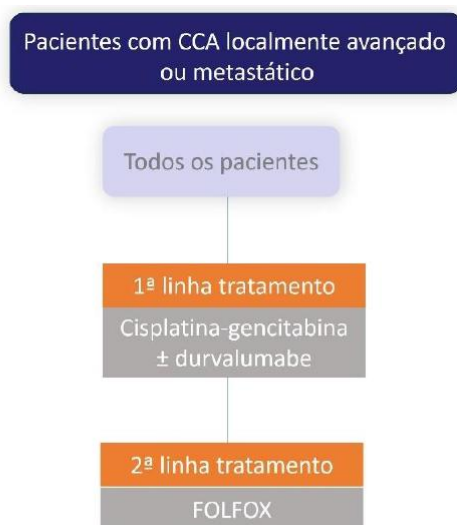 Pacientes com CCA localmente avançado
ou metastático
Todos os pacientes
1ª linha tratamento
Cisplatina-gencitabina
± durvalumabe
2ª linha tratamento
FOLFOX